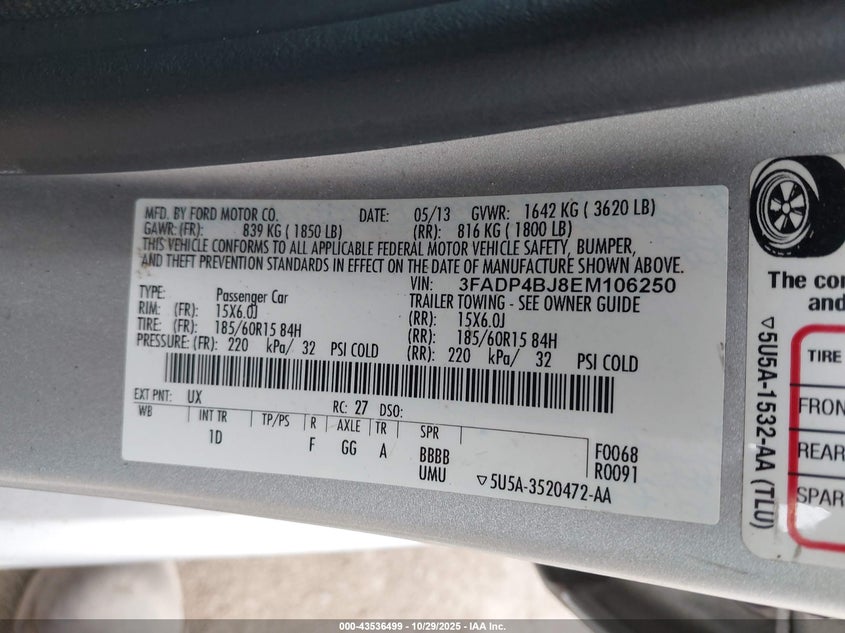 MFD. BY FORD MOTOR CO. DATE: 05/13 GVWR: 1642 KG ( 3620 LB)
GAWR: (FR): 839 KG ( 1850 LB) (RR): 816 KG ( 1800 LB)
THIS VEHICLE CONFORMS TO ALL APPLICABLE FEDERAL MOTOR VEHICLE SAFETY, BUMPER,
AND THEFT PREVENTION STANDARDS IN EFFECT ON THE DATE OF MANUFACTURE SHOWN ABOVE.
VIN: 3FADP4BJ8EM106250
TYPE: Passenger Car TRAILER TOWING - SEE OWNER GUIDE
RIM: (FR): 15X6.0J (RR): 15X6.0J
TIRE: (FR): 185/60R15 84H (RR): 185/60R15 84H
PRESSURE: (FR): 220 kPa/ 32 PSI COLD (RR): 220 kPa/ 32 PSI COLD
EXT PNT: UX RC: 27 DSO:
WB INT TR TP/PS R AXLE TR SPR
1D F GG A BBBB F0068
UMU R0091
▽5U5A-3520472-AA
The con
and
▽5U5A-1532-AA (TLU)
TIRE
FRON
REAR
SPAR
000-43536499 - 10/29/2025 - IAA Inc.